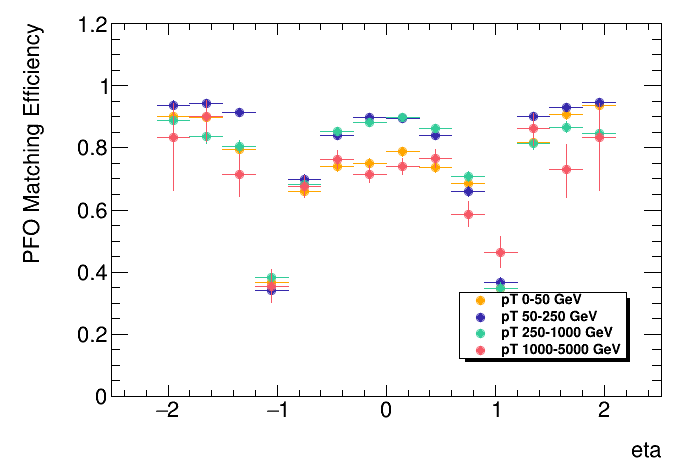 PFO Matching Efficiency
1.2
1
0.8
0.6
0.4
0.2
0
−2
−1
0
1
2
eta
pT 0-50 GeV
pT 50-250 GeV
pT 250-1000 GeV
pT 1000-5000 GeV